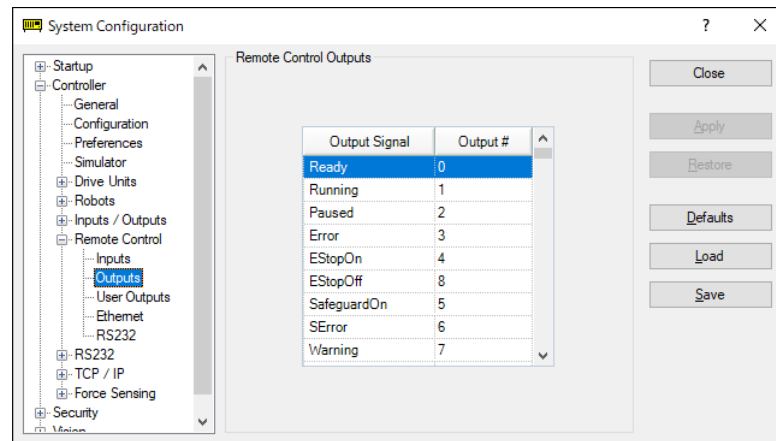 System Configuration
?
Startup
Controller
General
Configuration
Preferences
Simulator
Drive Units
Robots
Inputs / Outputs
Remote Control
Inputs
Outputs
User Outputs
Ethernet
RS232
RS232
TCP / IP
Force Sensing
Security
Vision
Remote Control Outputs
Output Signal Output #
Ready 0
Running 1
Paused 2
Error 3
EStopOn 4
EStopOff 8
SafeguardOn 5
SError 6
Warning 7
Close
Apply
Restore
Defaults
Load
Save